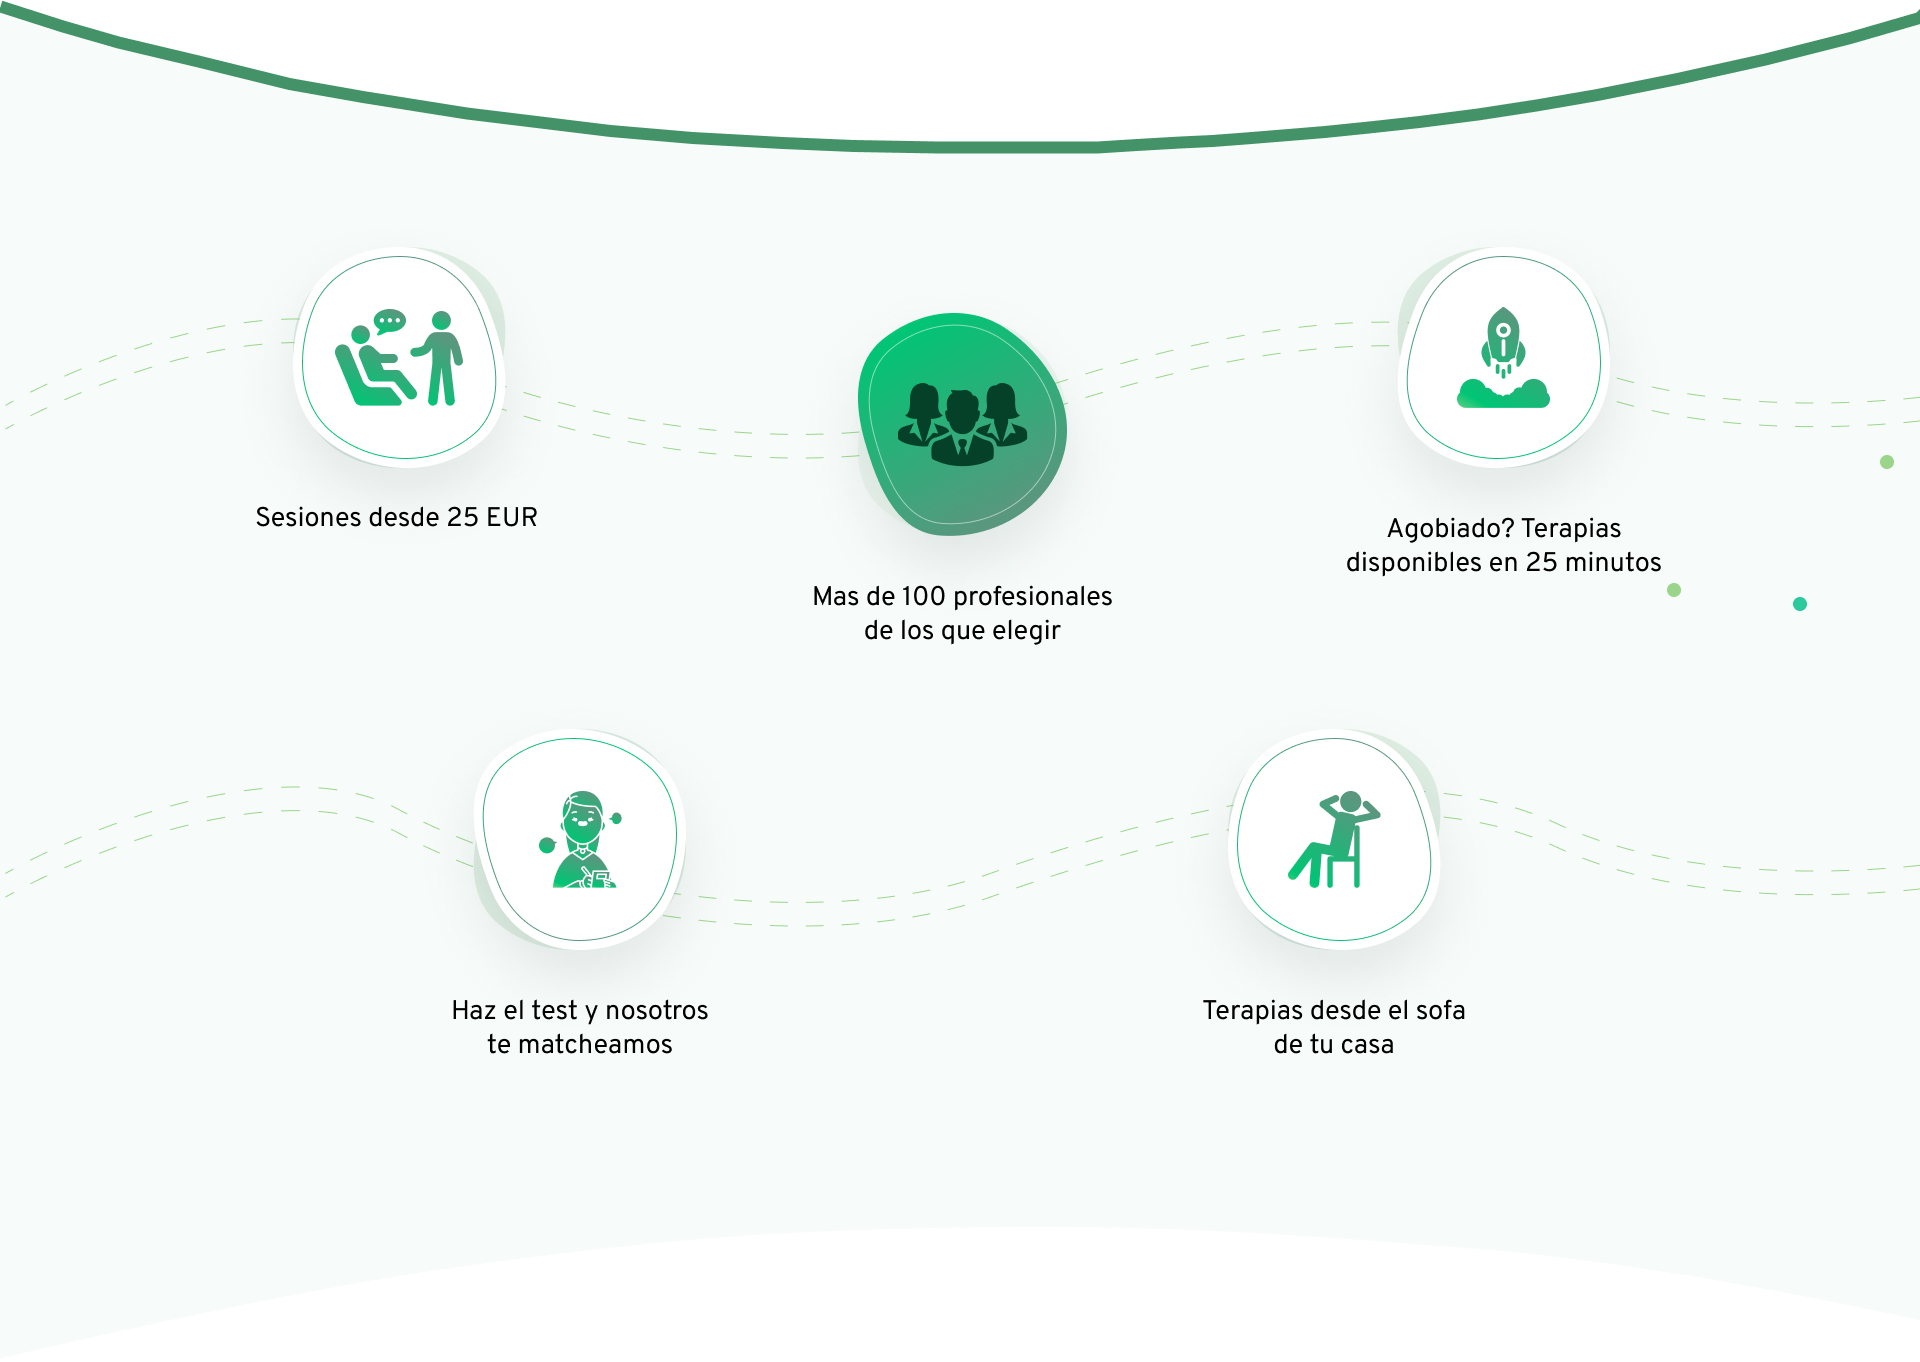 Sesiones desde 25 EUR
Mas de 100 profesionales
de los que elegir
Agobiado? Terapias
disponibles en 25 minutos
Haz el test y nosotros
te matcheamos
Terapias desde el sofa
de tu casa